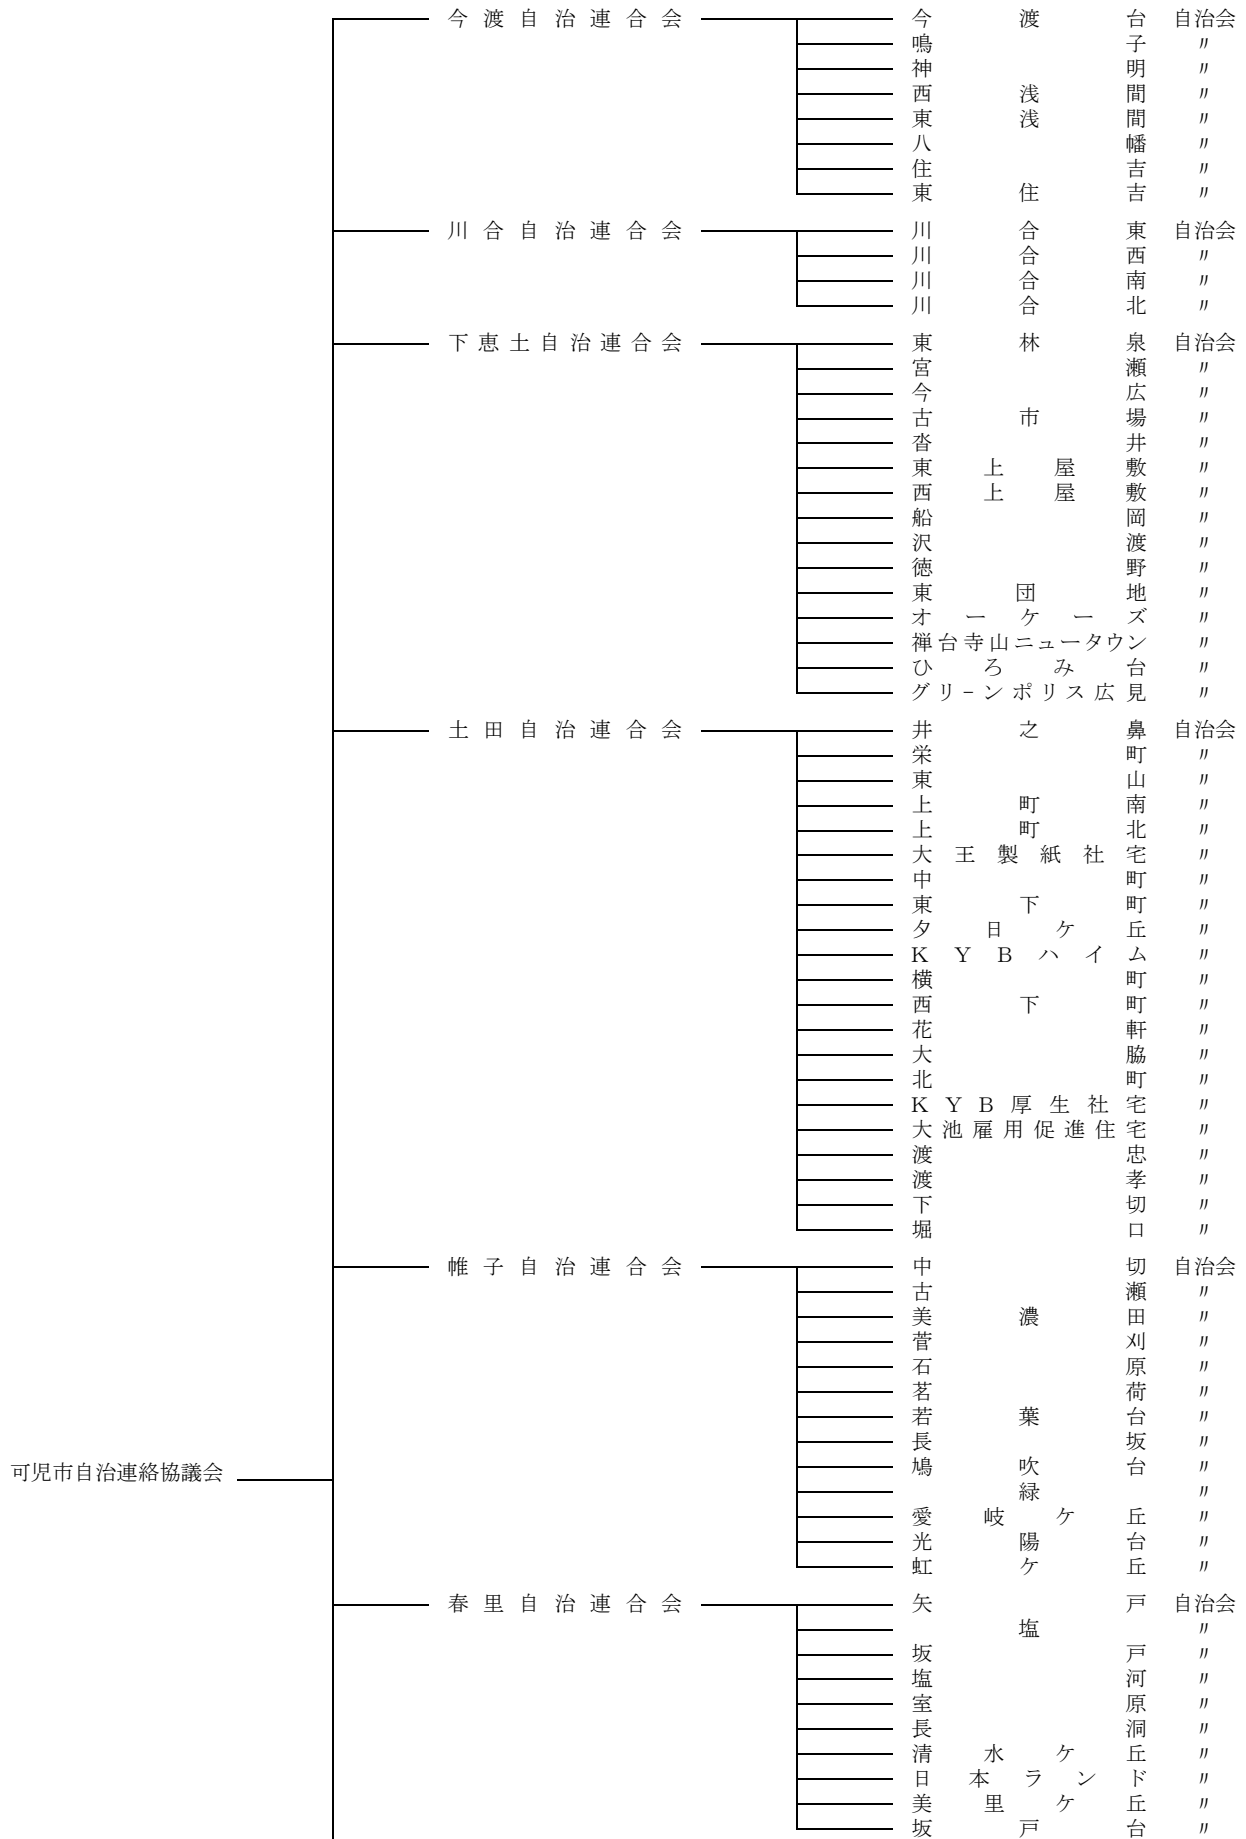 今渡自治連合会 今渡台 自治会
鳴子 〃
神明 〃
西浅間 〃
東浅間 〃
八幡 〃
住吉 〃
東住吉 〃
川合自治連合会 川合東 自治会
川合西 〃
川合南 〃
川合北 〃
下恵土自治連合会 東林泉 自治会
宮瀬 〃
今広 〃
古市場 〃
沓井 〃
東上屋敷 〃
西上屋敷 〃
船岡 〃
沢渡 〃
徳野 〃
東団地 〃
オーケーズ 〃
禅台寺山ニュータウン 〃
ひろみ台 〃
グリ-ンポリス広見 〃
土田自治連合会 井之鼻 自治会
栄町 〃
東山 〃
上町南 〃
上町北 〃
大王製紙社宅 〃
中町 〃
東下町 〃
夕日ケ丘 〃
KYBハイム 〃
横町 〃
西下町 〃
花軒 〃
大脇 〃
北町 〃
KYB厚生社宅 〃
大池雇用促進住宅 〃
渡忠 〃
渡孝 〃
下切 〃
堀口 〃
帷子自治連合会 中切 自治会
古瀬 〃
美濃田 〃
菅刈 〃
石原 〃
茗荷 〃
若葉台 〃
長坂 〃
可児市自治連絡協議会 鳩吹台 〃
緑 〃
愛岐ケ丘 〃
光陽台 〃
虹ケ丘 〃
春里自治連合会 矢戸 自治会
塩 〃
坂戸 〃
塩河 〃
室原 〃
長洞 〃
清水ケ丘 〃
日本ランド 〃
美里ケ丘 〃
坂戸台 〃